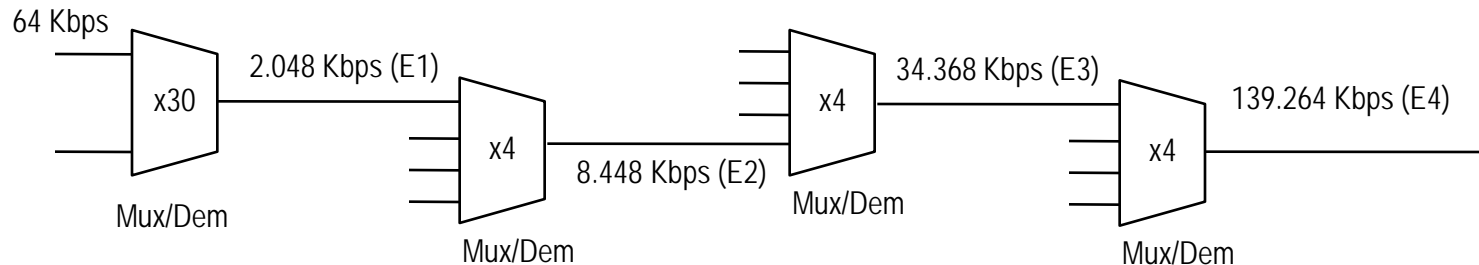 64 Kbps
x30
Mux/Dem
2.048 Kbps (E1)
x4
Mux/Dem
8.448 Kbps (E2)
x4
Mux/Dem
34.368 Kbps (E3)
x4
Mux/Dem
139.264 Kbps (E4)